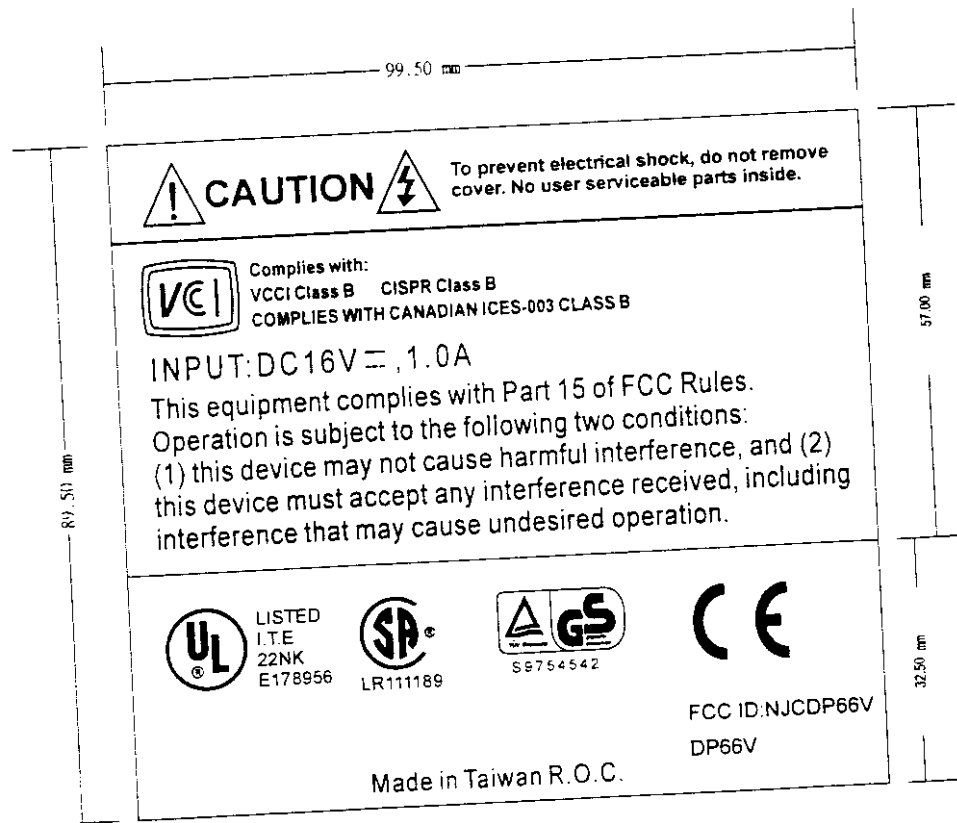 99.50 mm
CAUTION
To prevent electrical shock, do not remove
cover. No user serviceable parts inside.
VCI
Complies with:
VCCI Class B CISPR Class B
COMPLIES WITH CANADIAN ICES-003 CLASS B
INPUT:DC16V⎓,1.0A
This equipment complies with Part 15 of FCC Rules.
Operation is subject to the following two conditions:
(1) this device may not cause harmful interference, and (2)
this device must accept any interference received, including
interference that may cause undesired operation.
89.50 mm
57.00 mm
UL
®
LISTED
I.T.E
22NK
E178956
SA ®
LR111189
GS
S9754542
CE
32.50 mm
FCC ID:NJCDP66V
DP66V
Made in Taiwan R.O.C.